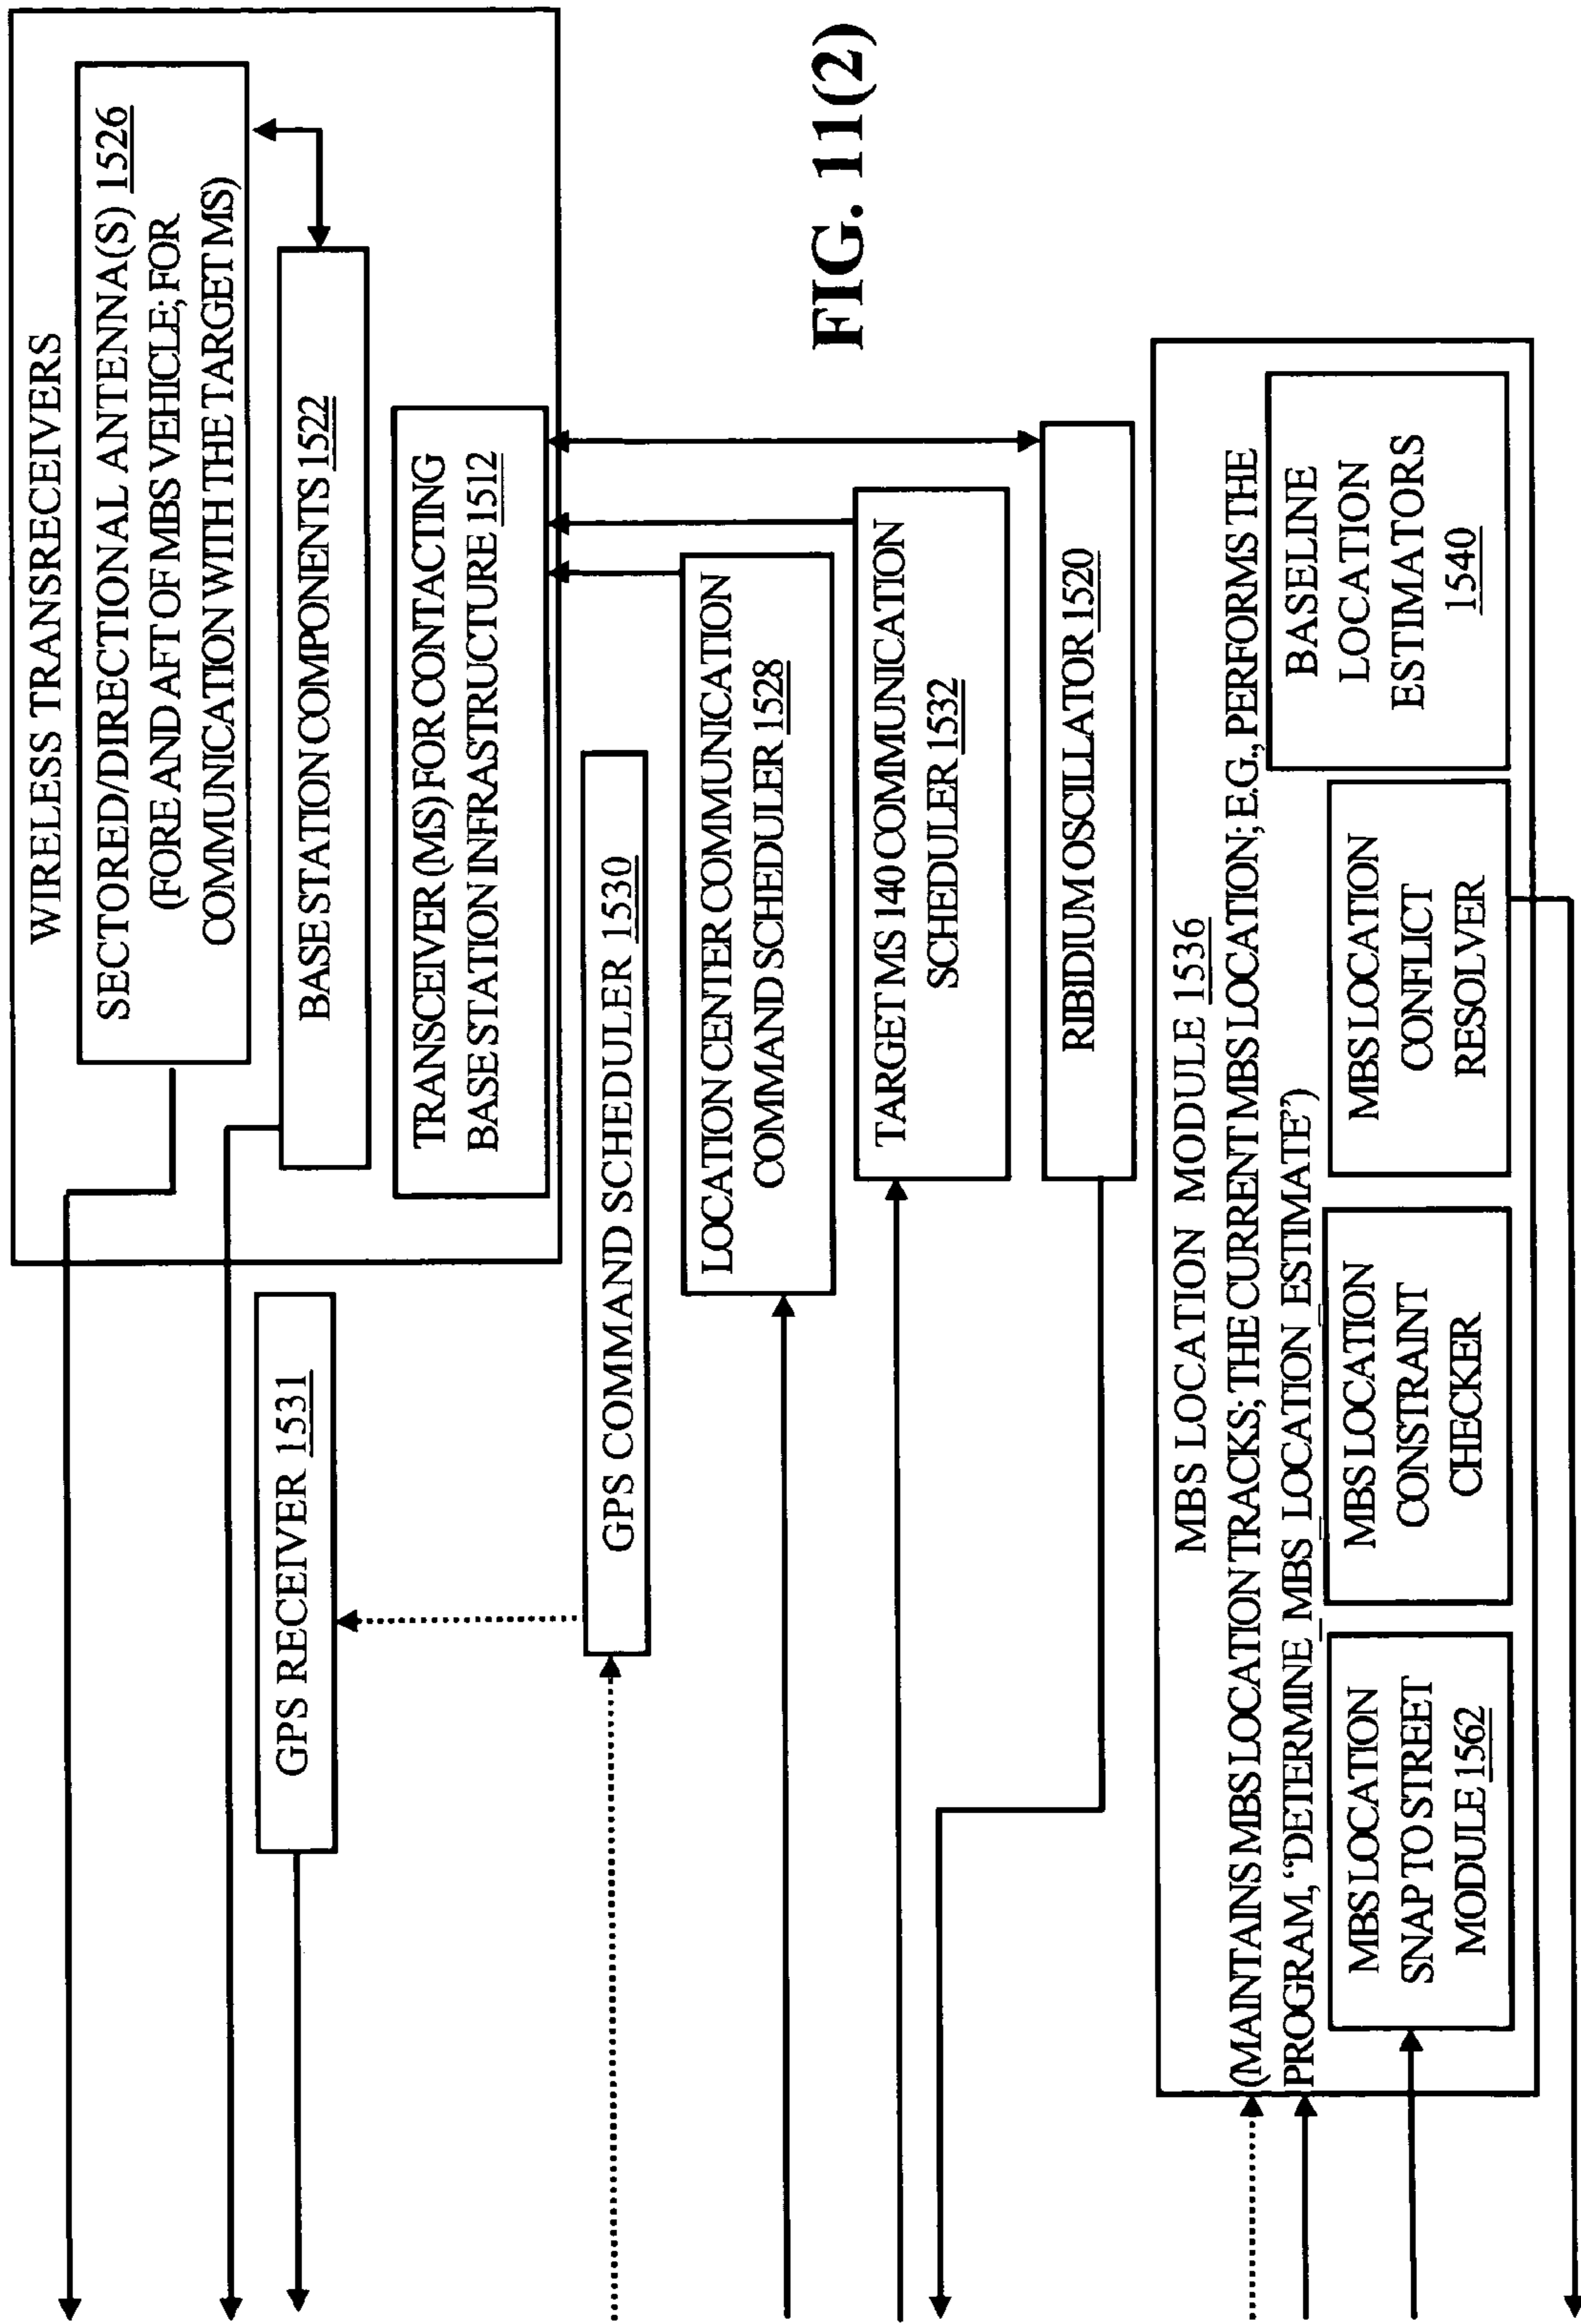 WIRELESS TRANSRECEIVERS
SECTORED/DIRECTIONAL ANTENNA(S) 1526
(FORE AND AFT OF MBS VEHICLE; FOR
COMMUNICATION WITH THE TARGET MS)
BASE STATION COMPONENTS 1522
TRANSCEIVER (MS) FOR CONTACTING
BASE STATION INFRASTRUCTURE 1512
GPS RECEIVER 1531
GPS COMMAND SCHEDULER 1530
LOCATION CENTER COMMUNICATION
COMMAND SCHEDULER 1528
TARGET MS 140 COMMUNICATION
SCHEDULER 1532
RIBIDIUM OSCILLATOR 1520
FIG. 11(2)
MBS LOCATION MODULE 1536
(MAINTAINS MBS LOCATION TRACKS; THE CURRENT MBS LOCATION; E.G., PERFORMS THE
PROGRAM, “DETERMINE_MBS_LOCATION_ESTIMATE”)
MBS LOCATION
SNAP TO STREET
MODULE 1562
MBS LOCATION
CONSTRAINT
CHECKER
MBS LOCATION
CONFLICT
RESOLVER
BASELINE
LOCATION
ESTIMATORS
1540